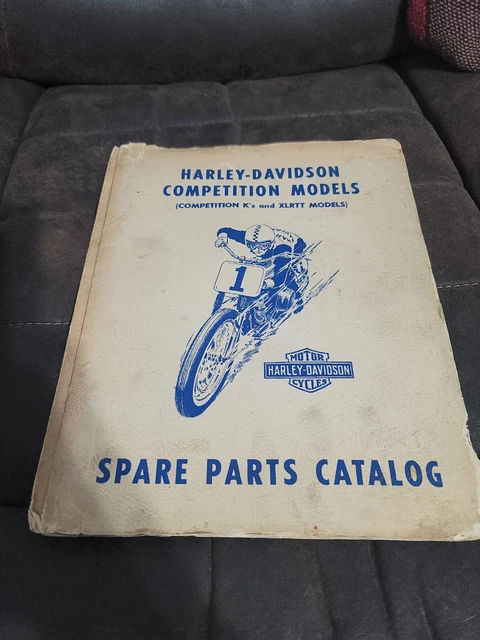 HARLEY-DAVIDSON
COMPETITION MODELS
(COMPETITION K's and XLRTT MODELS)
1
MOTOR
HARLEY-DAVIDSON
CYCLES
SPARE PARTS CATALOG